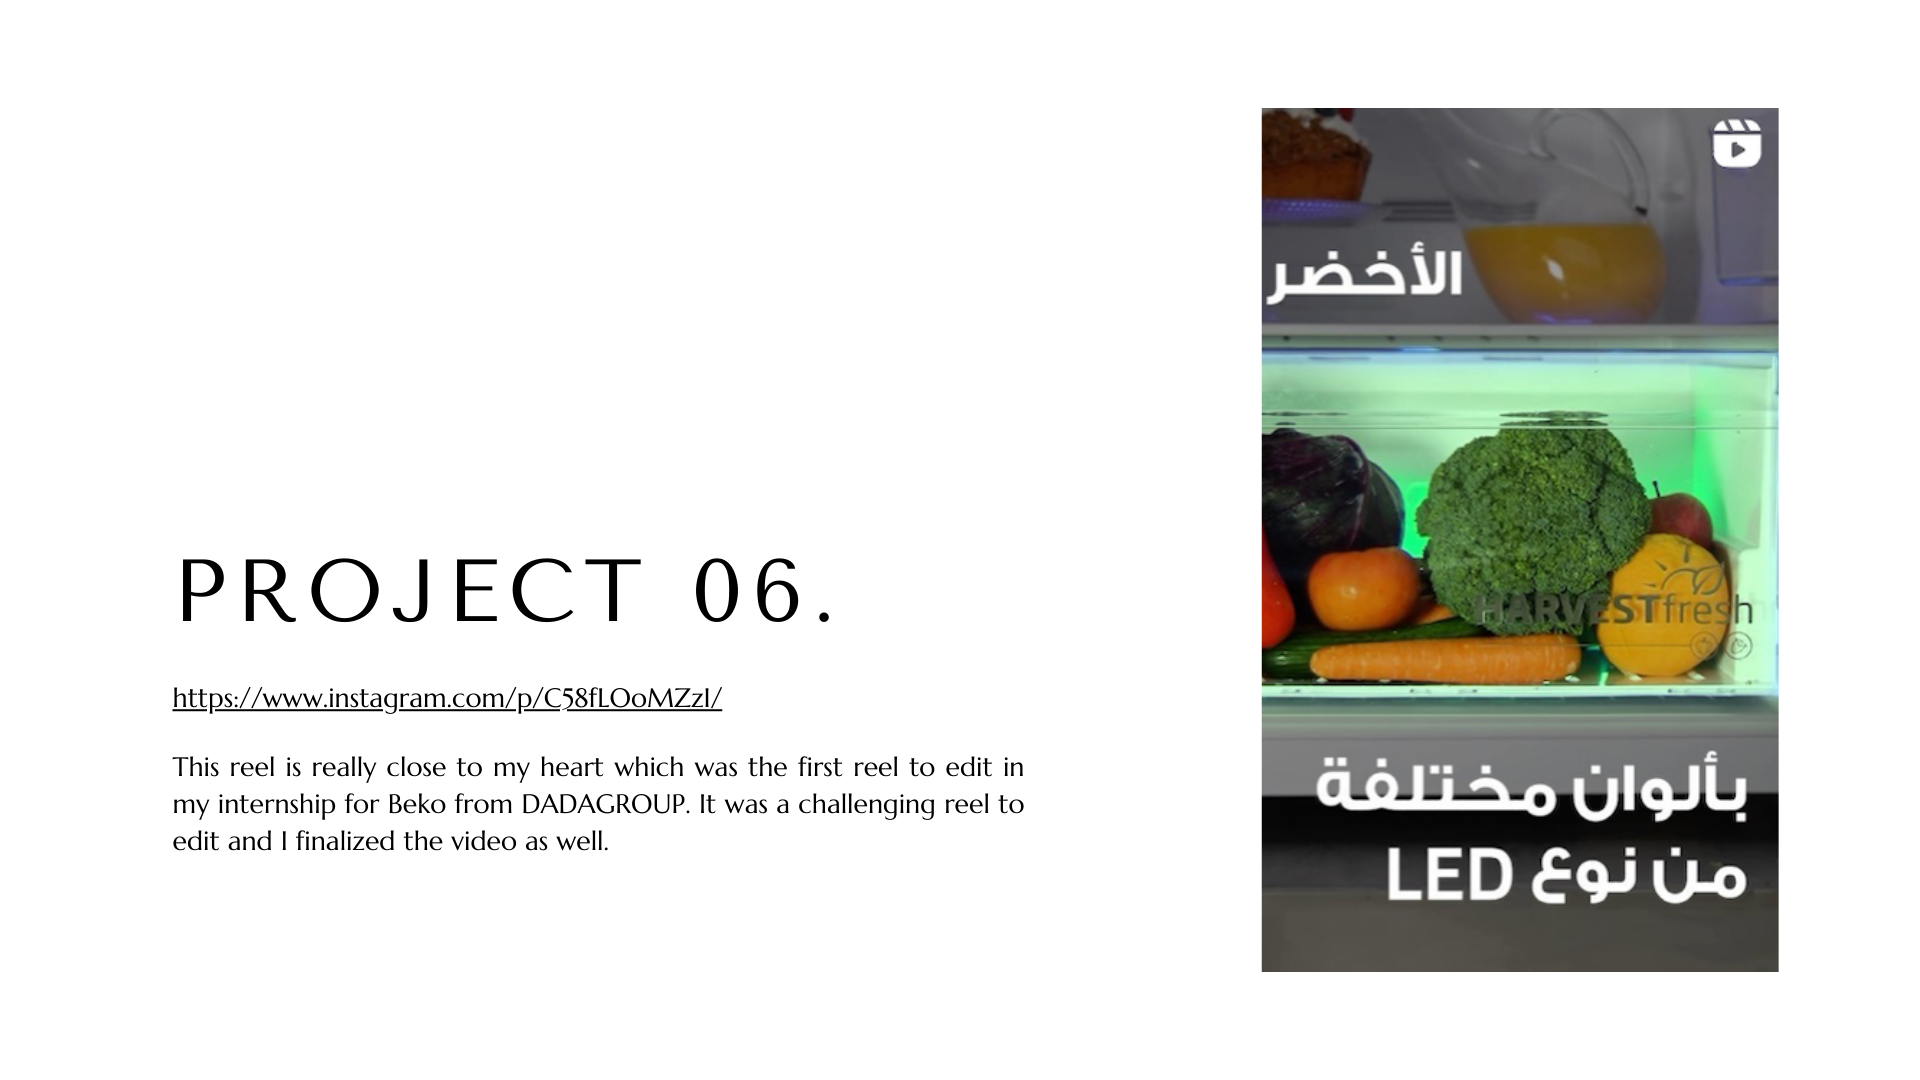 PROJECT 06.
https://www.instagram.com/p/C58fLOoMZzI/
This reel is really close to my heart which was the first reel to edit in
my internship for Beko from DADAGROUP. It was a challenging reel to
edit and I finalized the video as well.
الأخضر
HARVESTfresh
بألوان مختلفة
من نوع LED